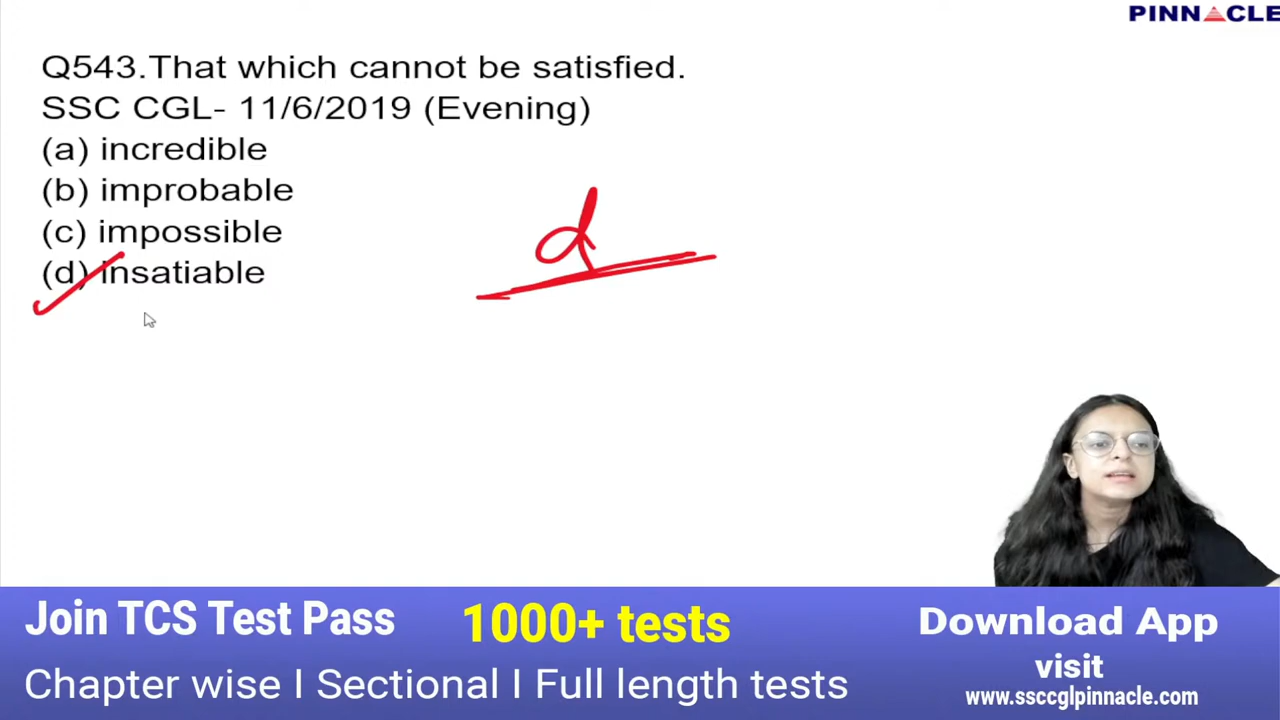 PINNACLE
Q543.That which cannot be satisfied.
SSC CGL- 11/6/2019 (Evening)
(a) incredible
(b) improbable
(c) impossible
(d) insatiable
d
Join TCS Test Pass
1000+ tests
Chapter wise I Sectional I Full length tests
Download App
visit
www.ssccglpinnacle.com